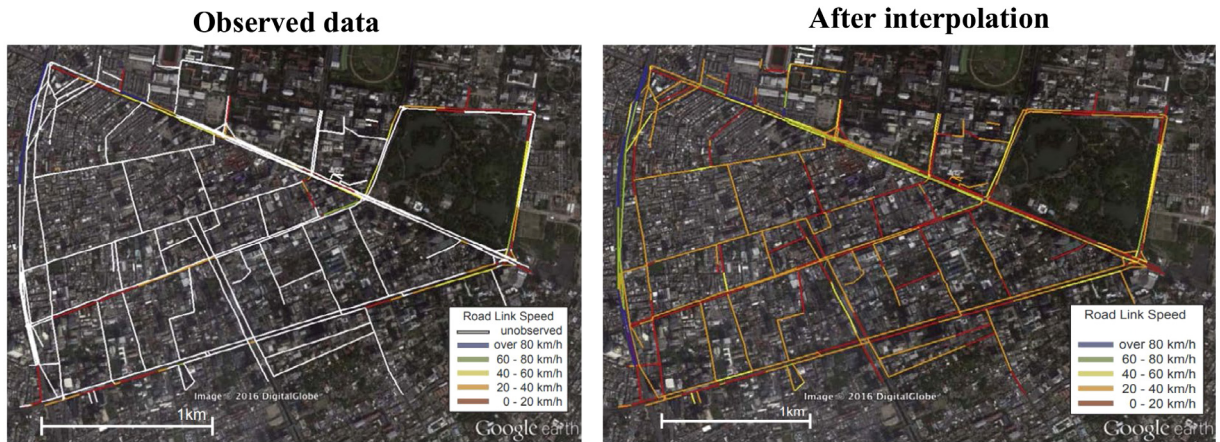 Observed data
After interpolation
Road Link Speed
unobserved
over 80 km/h
60 - 80 km/h
40 - 60 km/h
20 - 40 km/h
0 - 20 km/h
Image © 2016 DigitalGlobe
1km
Google earth
Road Link Speed
over 80 km/h
60 - 80 km/h
40 - 60 km/h
20 - 40 km/h
0 - 20 km/h
Image © 2016 DigitalGlobe
1km
Google earth